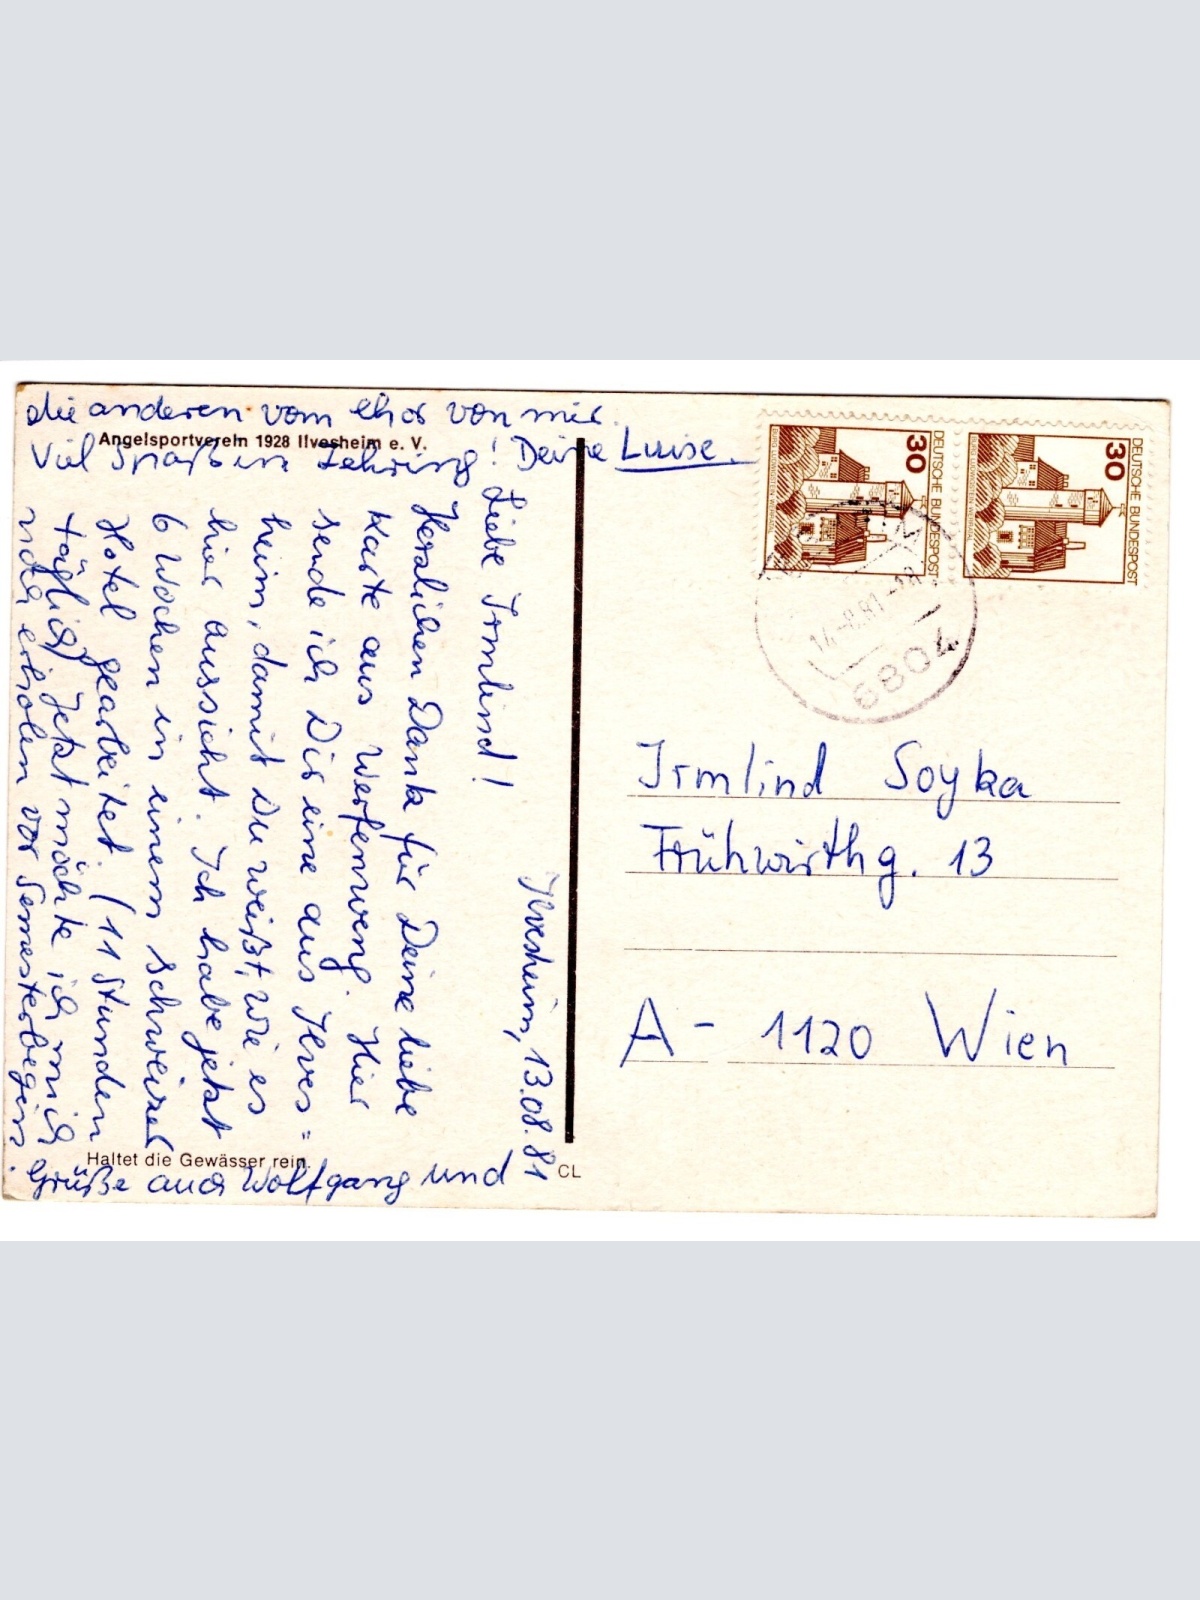 Ilvesheim, 13.08.81
Liebe Irmlind!
Herzlichen Dank für Deine liebe
Karte aus Werfenweng. Hier
sende ich Dir eine aus Ilves=
heim, damit Du weißt, wie es
hier aussieht. Ich habe jetzt
6 Wochen in einem schweizer
Hotel gearbeitet. (11 Stunden
täglich) Jetzt möchte ich mich
noch erholen vor Semesterbeginn.
Grüße auch Wolfgang und
die anderen vom Chor von mir.
Viel Spaß in ! Deine Luise.
Angelsportverein 1928 Ilvesheim e. V.
Haltet die Gewässer rein.
CL
DEUTSCHE BUNDESPOST
30
DEUTSCHE BUNDESPOST
30
14.-8.81-18
6804
Irmlind Soyka
Frühwirthg. 13
A- 1120 Wien